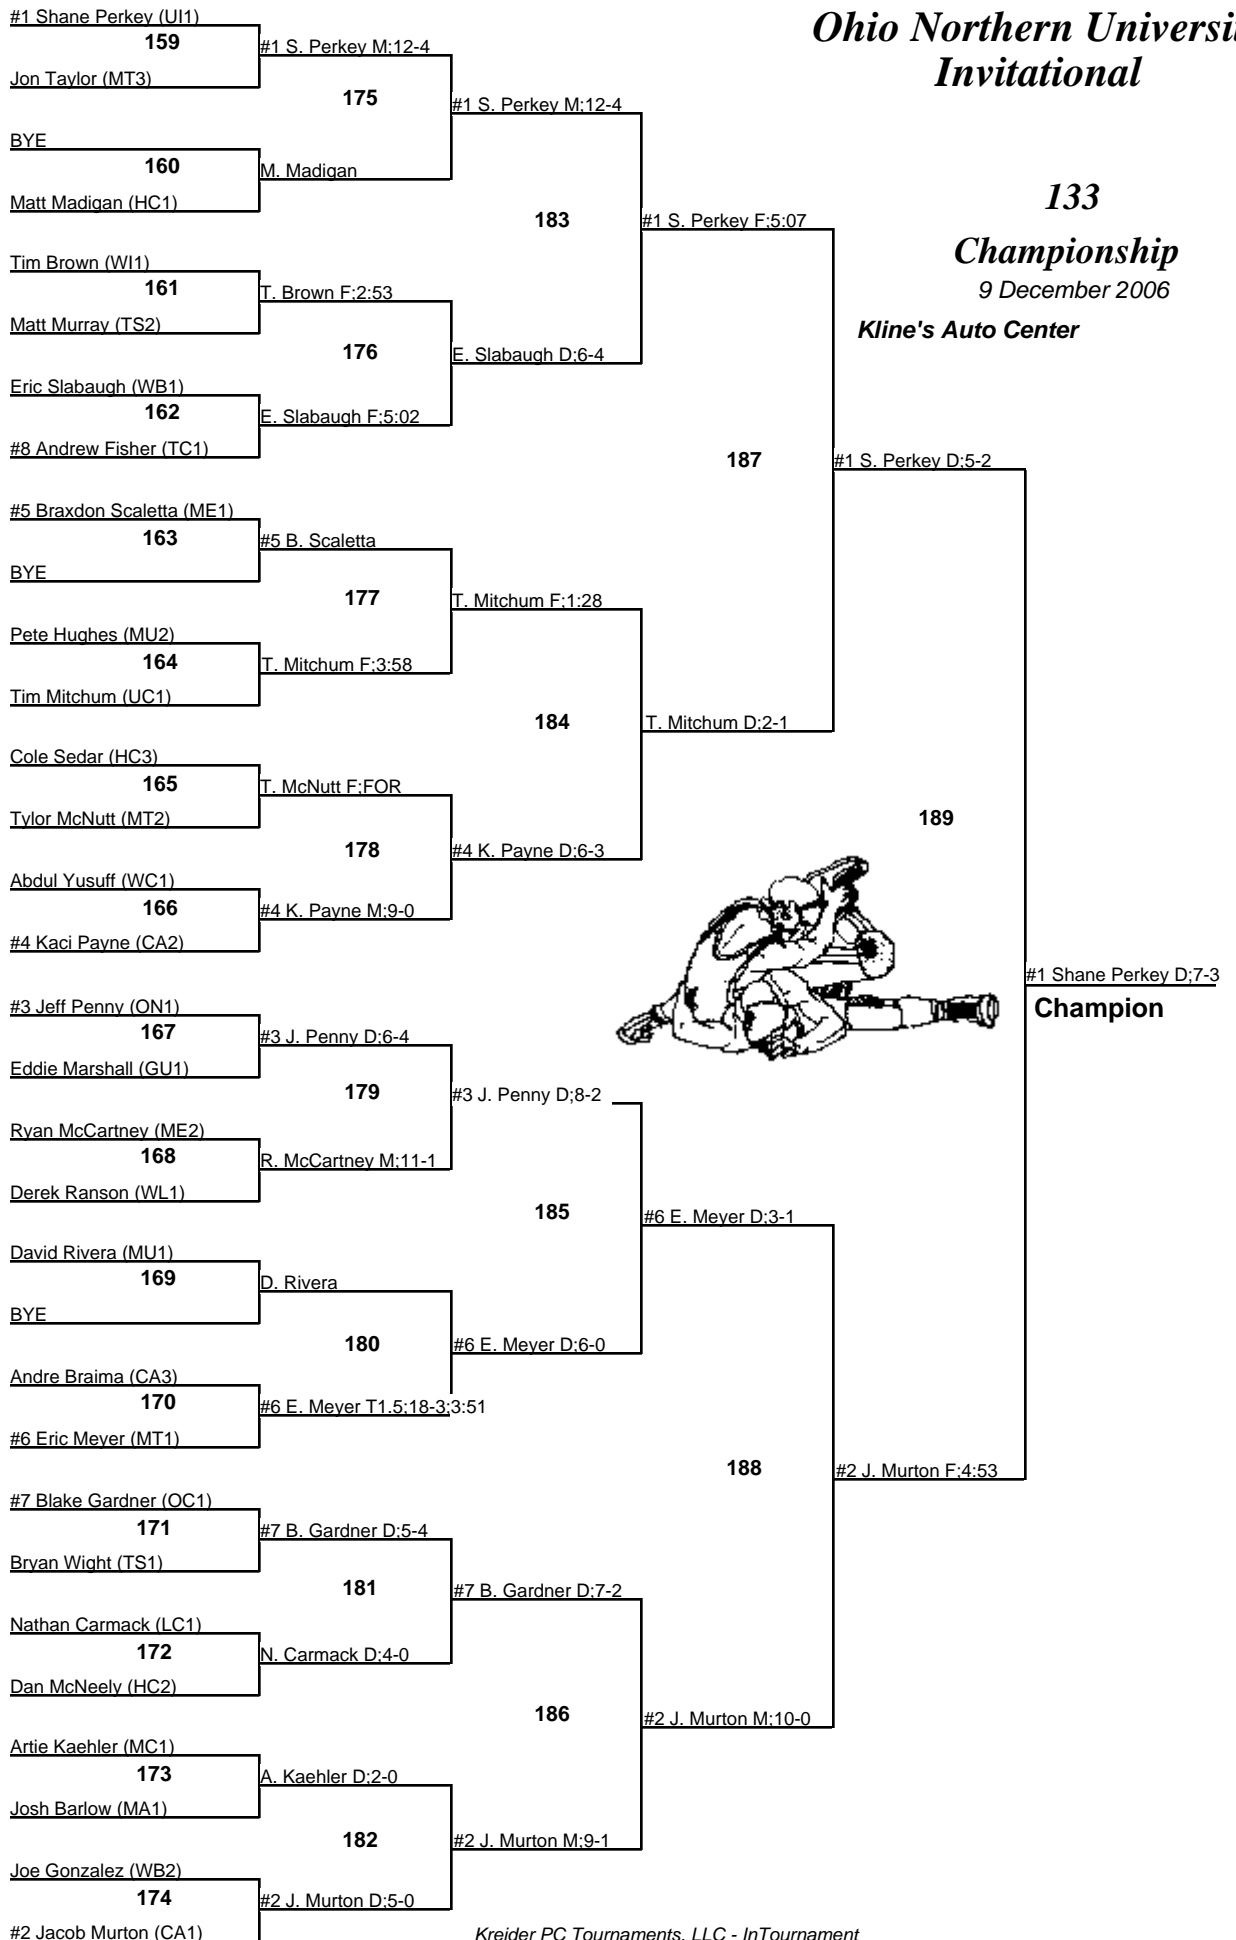 Ohio Northern Universi
Invitational
133
Championship
9 December 2006
Kline's Auto Center
#1 Shane Perkey (UI1)
159
Jon Taylor (MT3)
BYE
160
Matt Madigan (HC1)
Tim Brown (WI1)
161
Matt Murray (TS2)
Eric Slabaugh (WB1)
162
#8 Andrew Fisher (TC1)
#5 Braxdon Scaletta (ME1)
163
BYE
Pete Hughes (MU2)
164
Tim Mitchum (UC1)
Cole Sedar (HC3)
165
Tylor McNutt (MT2)
Abdul Yusuff (WC1)
166
#4 Kaci Payne (CA2)
#3 Jeff Penny (ON1)
167
Eddie Marshall (GU1)
Ryan McCartney (ME2)
168
Derek Ranson (WL1)
David Rivera (MU1)
169
BYE
Andre Braima (CA3)
170
#6 Eric Meyer (MT1)
#7 Blake Gardner (OC1)
171
Bryan Wight (TS1)
Nathan Carmack (LC1)
172
Dan McNeely (HC2)
Artie Kaehler (MC1)
173
Josh Barlow (MA1)
Joe Gonzalez (WB2)
174
#2 Jacob Murton (CA1)
#1 S. Perkey M;12-4
175
M. Madigan
T. Brown F;2:53
176
E. Slabaugh F;5:02
#5 B. Scaletta
177
T. Mitchum F;3:58
T. McNutt F;FOR
178
#4 K. Payne M;9-0
#3 J. Penny D;6-4
179
R. McCartney M;11-1
D. Rivera
180
#6 E. Meyer T1.5;18-3;3:51
#7 B. Gardner D;5-4
181
N. Carmack D;4-0
A. Kaehler D;2-0
182
#2 J. Murton D;5-0
#1 S. Perkey M;12-4
183
E. Slabaugh D;6-4
T. Mitchum F;1:28
184
#4 K. Payne D;6-3
#3 J. Penny D;8-2
185
#6 E. Meyer D;6-0
#7 B. Gardner D;7-2
186
#2 J. Murton M;9-1
#1 S. Perkey F;5:07
187
T. Mitchum D;2-1
#6 E. Meyer D;3-1
188
#2 J. Murton M;10-0
#1 S. Perkey D;5-2
189
#2 J. Murton F;4:53
#1 Shane Perkey D;7-3
Champion
Kreider PC Tournaments, LLC - InTournament